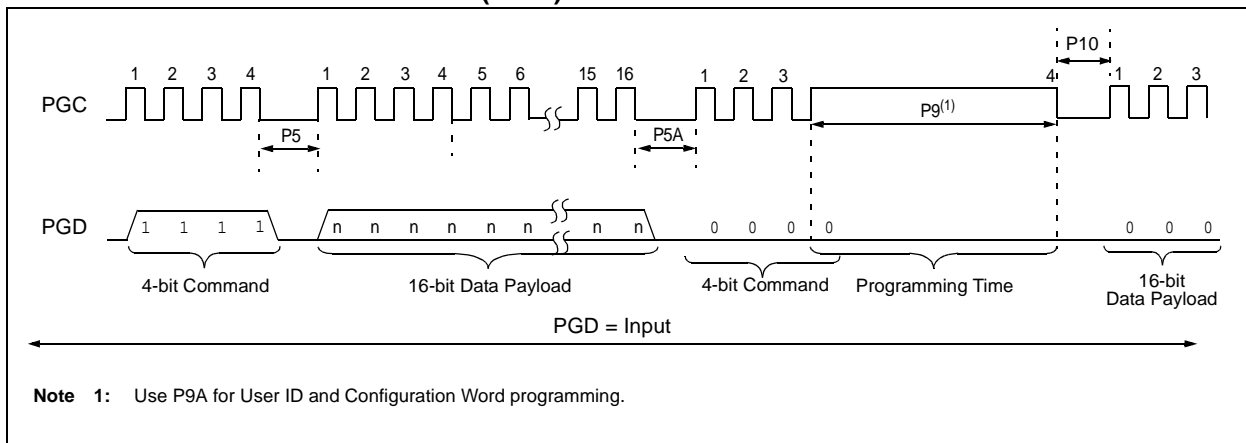 P10
1 2 3 4 1 2 3 4 5 6 15 16 1 2 3 4 1 2 3
PGC
P5
P5A
P9(1)
PGD
1 1 1 1 n n n n n n n n 0 0 0 0 0 0 0
4-bit Command
16-bit Data Payload
4-bit Command
Programming Time
16-bit
Data Payload
PGD = Input
Note 1: Use P9A for User ID and Configuration Word programming.